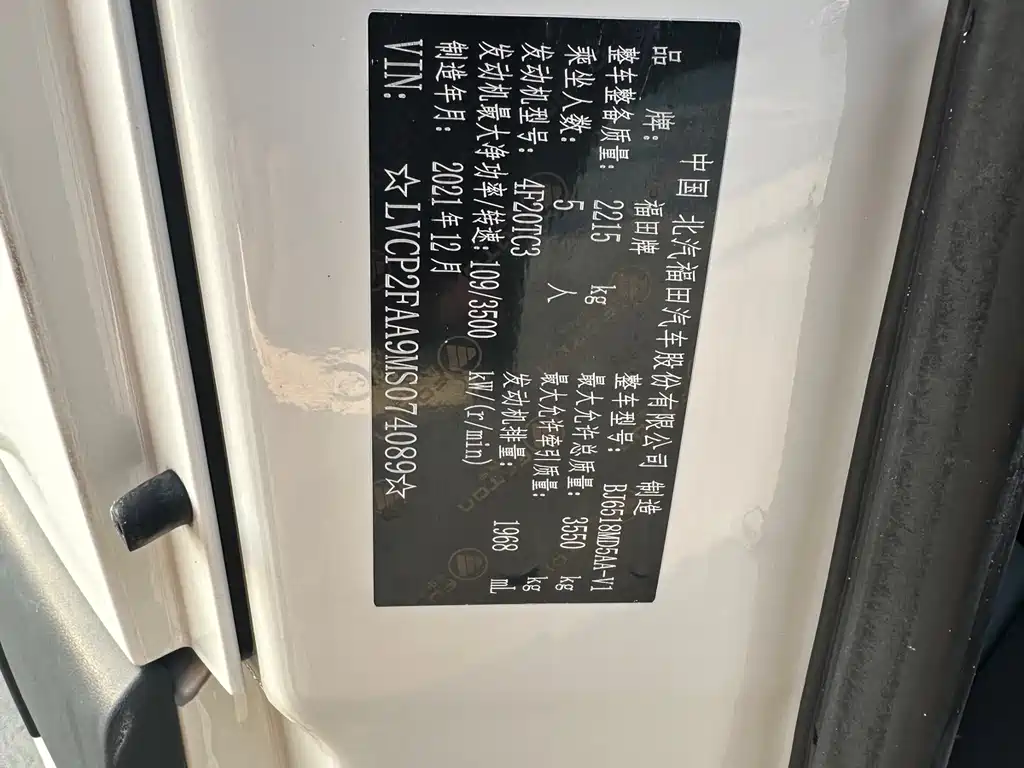 中国 北汽福田汽车股份有限公司 制造
品 牌: 福田牌 整车型号: BJ6518MD5AA-V1
整车整备质量: 2215 kg 最大允许总质量: 3550 kg
乘坐人数: 5 人 最大允许牵引质量: kg
发动机型号: 4F20TC3 发动机排量: 1968 mL
发动机最大净功率/转速: 109/3500 kW/(r/min)
制造年月: 2021年12月
VIN: ☆LVCP2FAA9MS074089☆